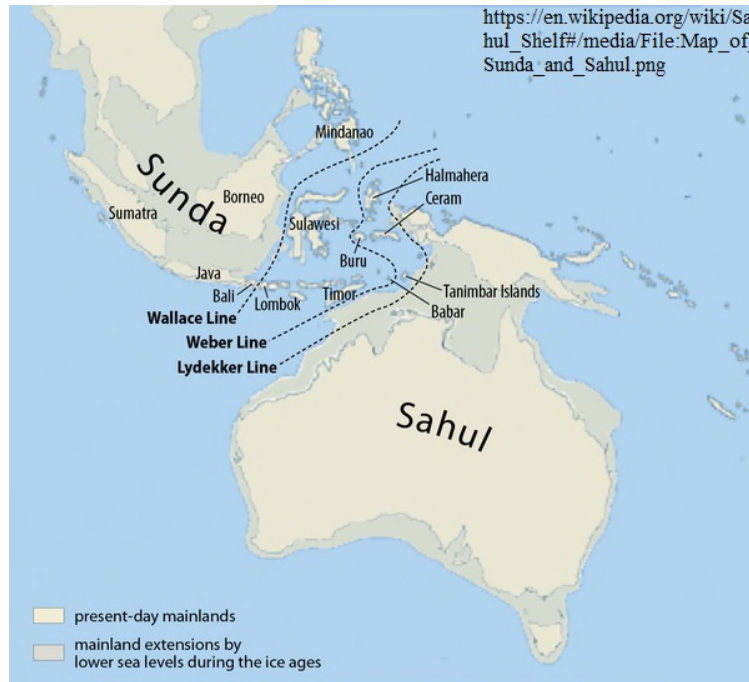 https://en.wikipedia.org/wiki/Sa
hul_Shelf#/media/File:Map_of
Sunda_and_Sahul.png
Mindanao
Sunda
Halmahera
Ceram
Borneo
Sumatra
Sulawesi
Buru
Java
Bali
Lombok
Timor
Tanimbar Islands
Babar
Wallace Line
Weber Line
Lydekker Line
Sahul
present-day mainlands
mainland extensions by
lower sea levels during the ice ages